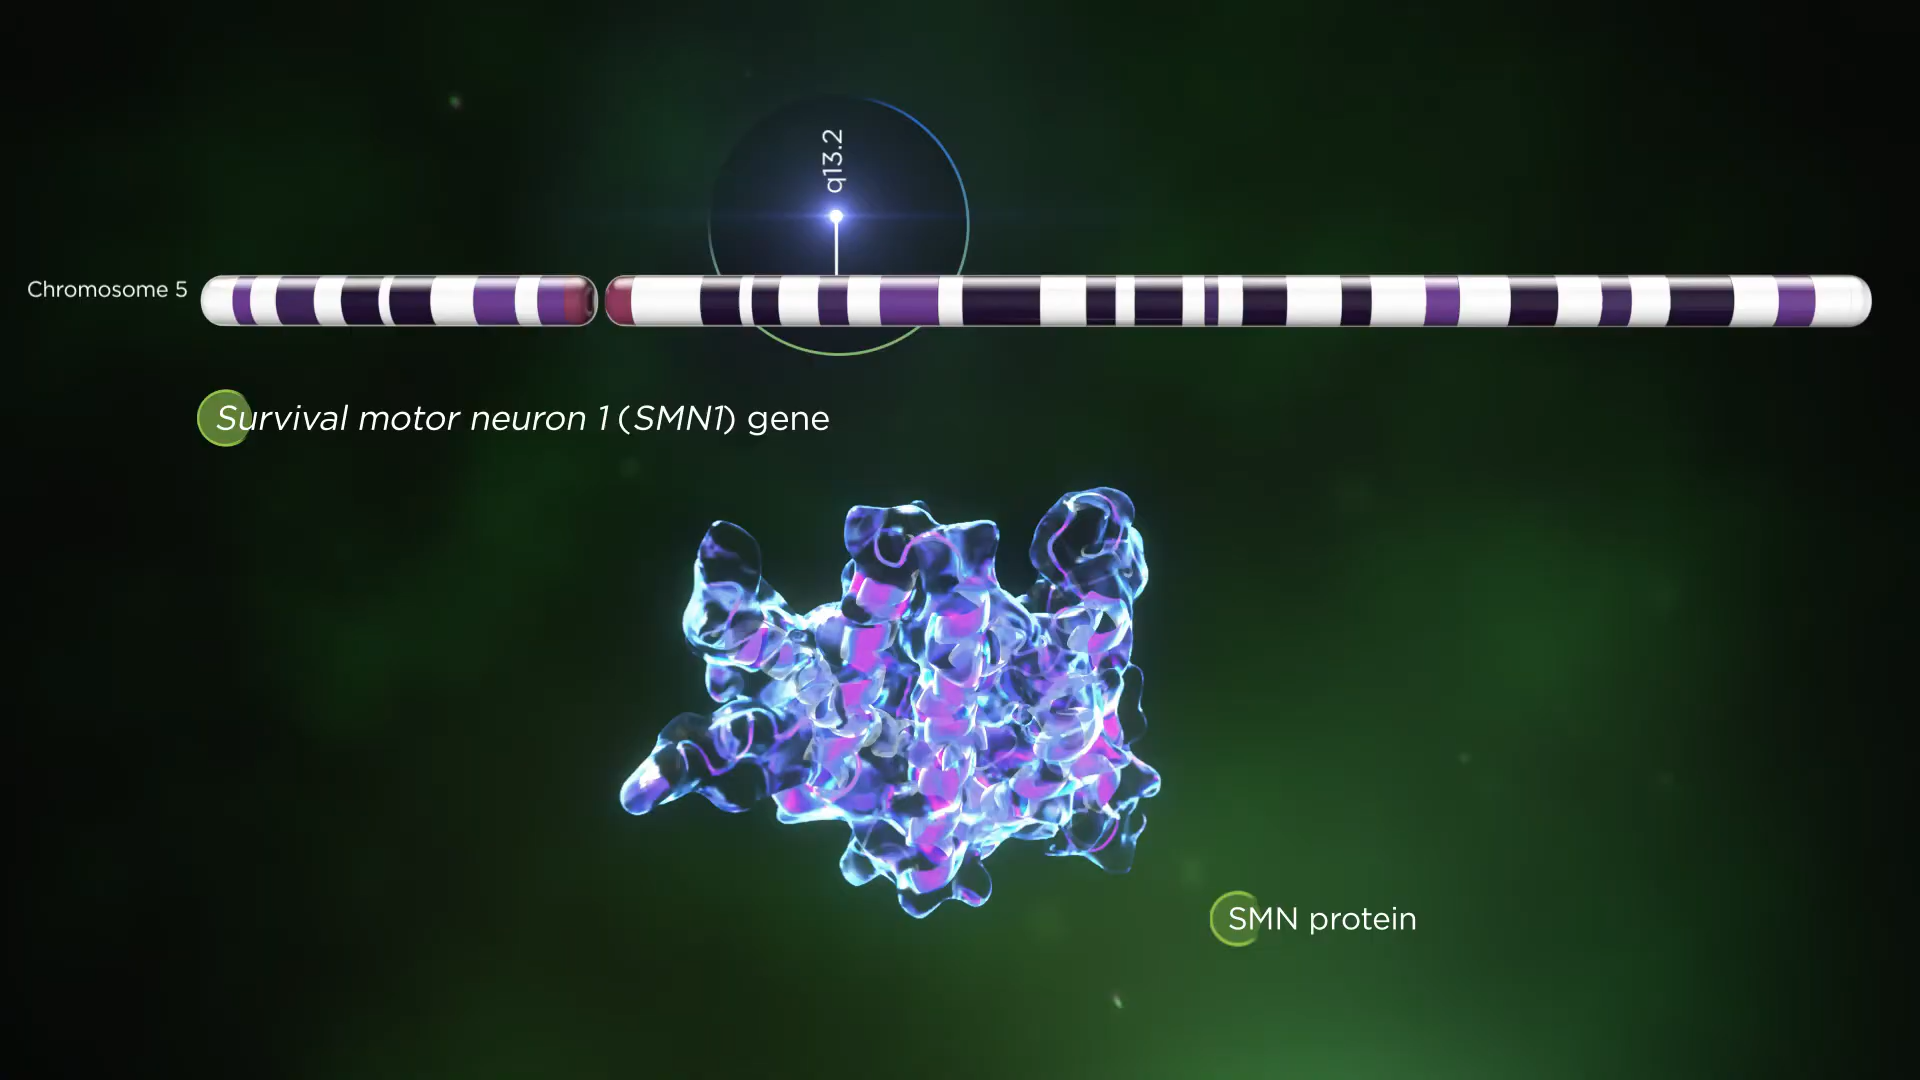 q13.2
Chromosome 5
Survival motor neuron 1 (SMN1) gene
SMN protein